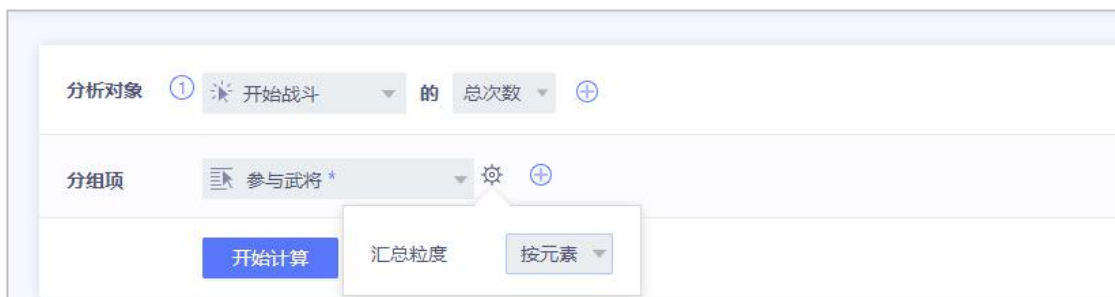 分析对象 ① 开始战斗 的 总次数
分组项 参与武将 *
开始计算 汇总粒度 按元素